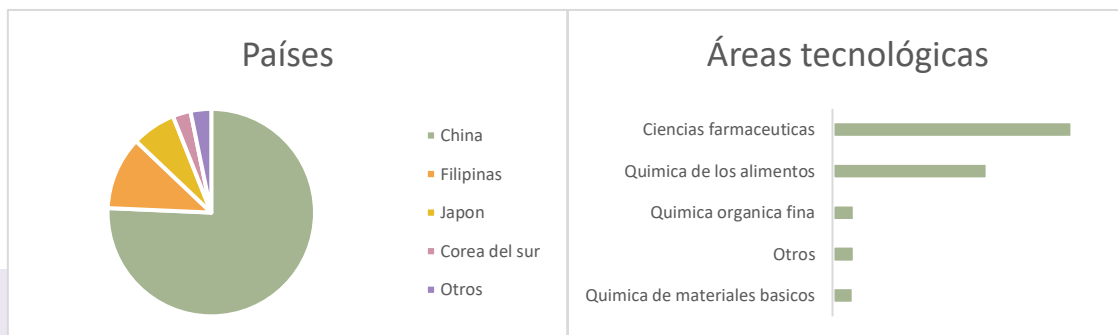 Países
China
Filipinas
Japon
Corea del sur
Otros
Áreas tecnológicas
Ciencias farmaceuticas
Quimica de los alimentos
Quimica organica fina
Otros
Quimica de materiales basicos